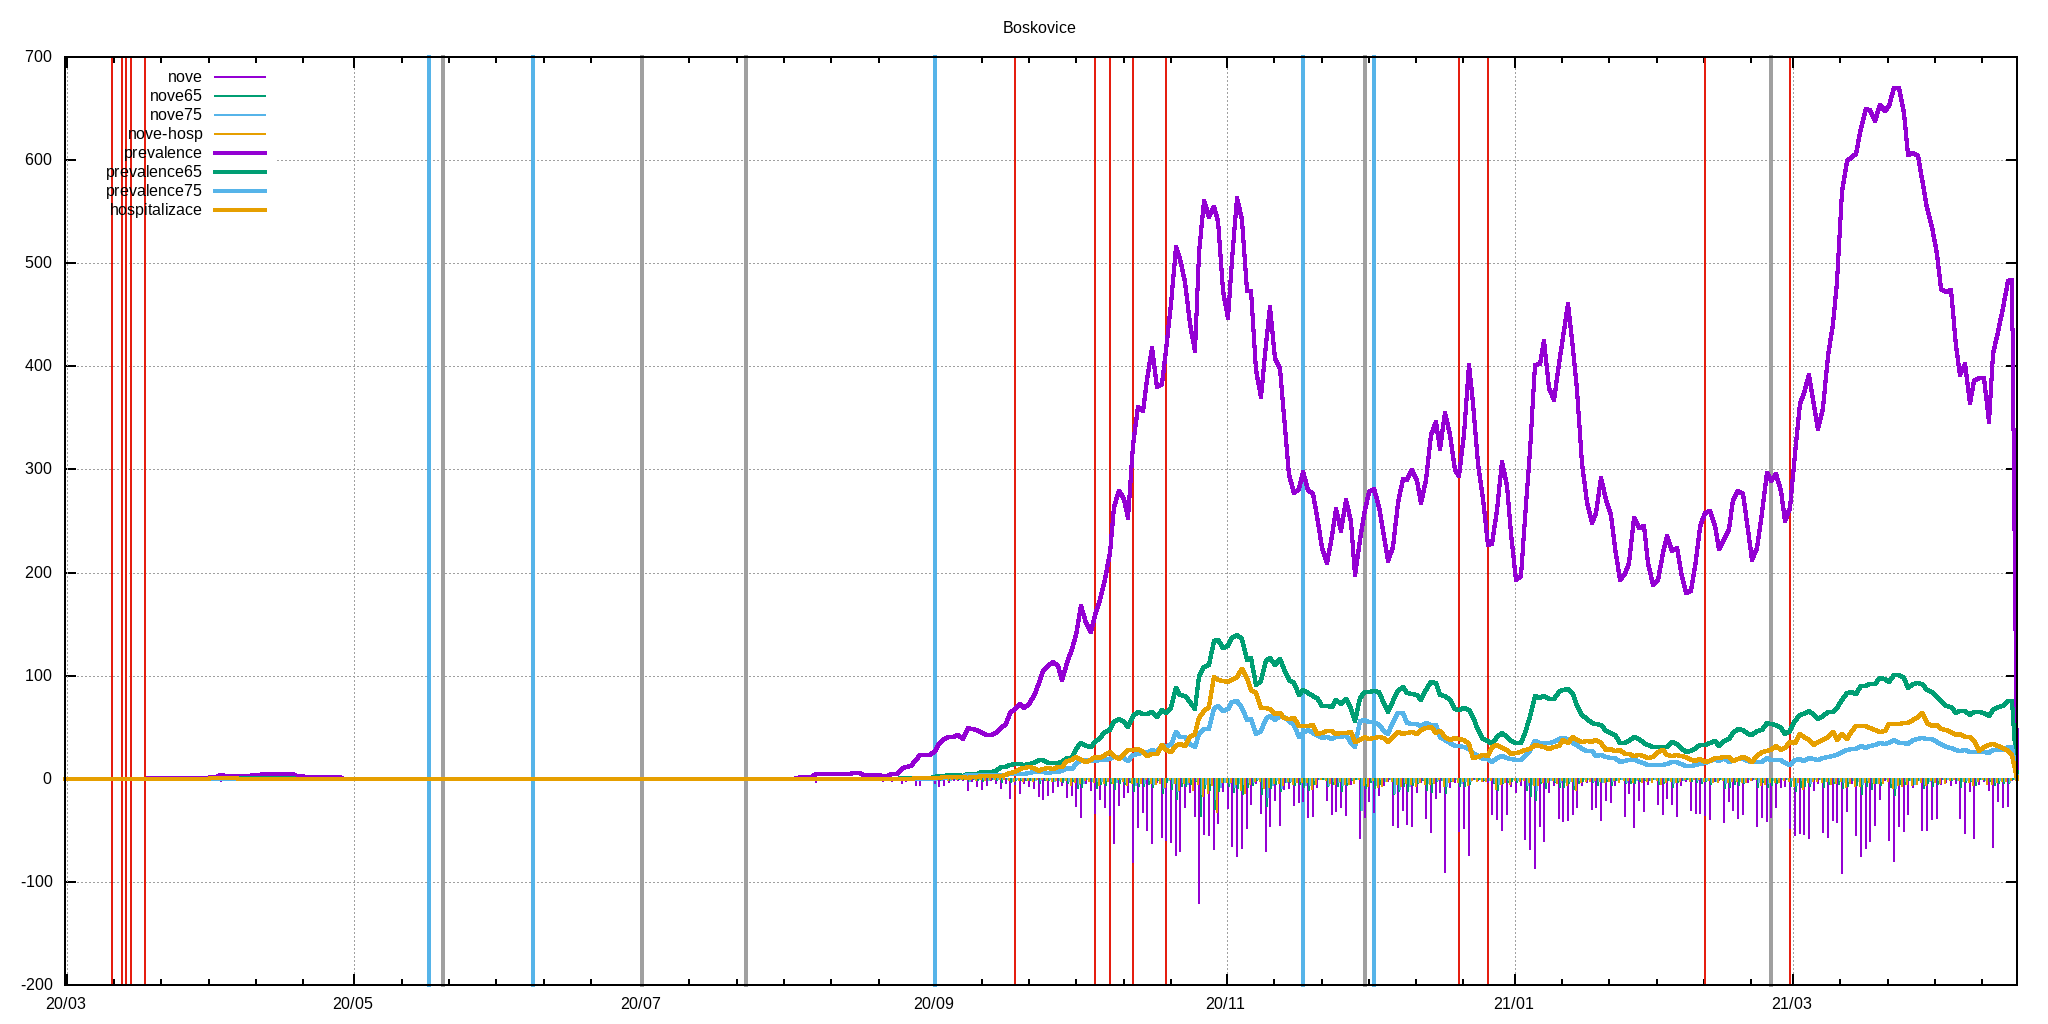 Boskovice
700
600
500
400
300
200
100
0
-100
-200
nove
nove65
nove75
nove-hosp
prevalence
prevalence65
prevalence75
hospitalizace
20/03 20/05 20/07 20/09 20/11 21/01 21/03